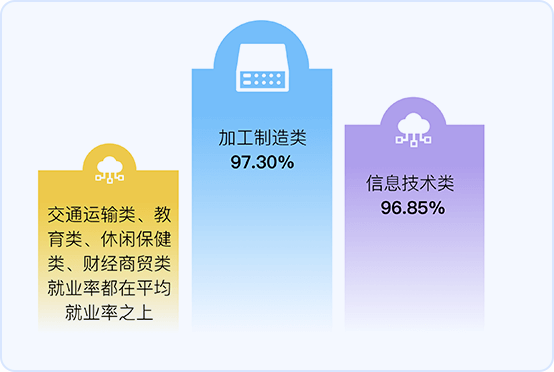 交通运输类、教
育类、休闲保健
类、财经商贸类
就业率都在平均
就业率之上
加工制造类
97.30%
信息技术类
96.85%